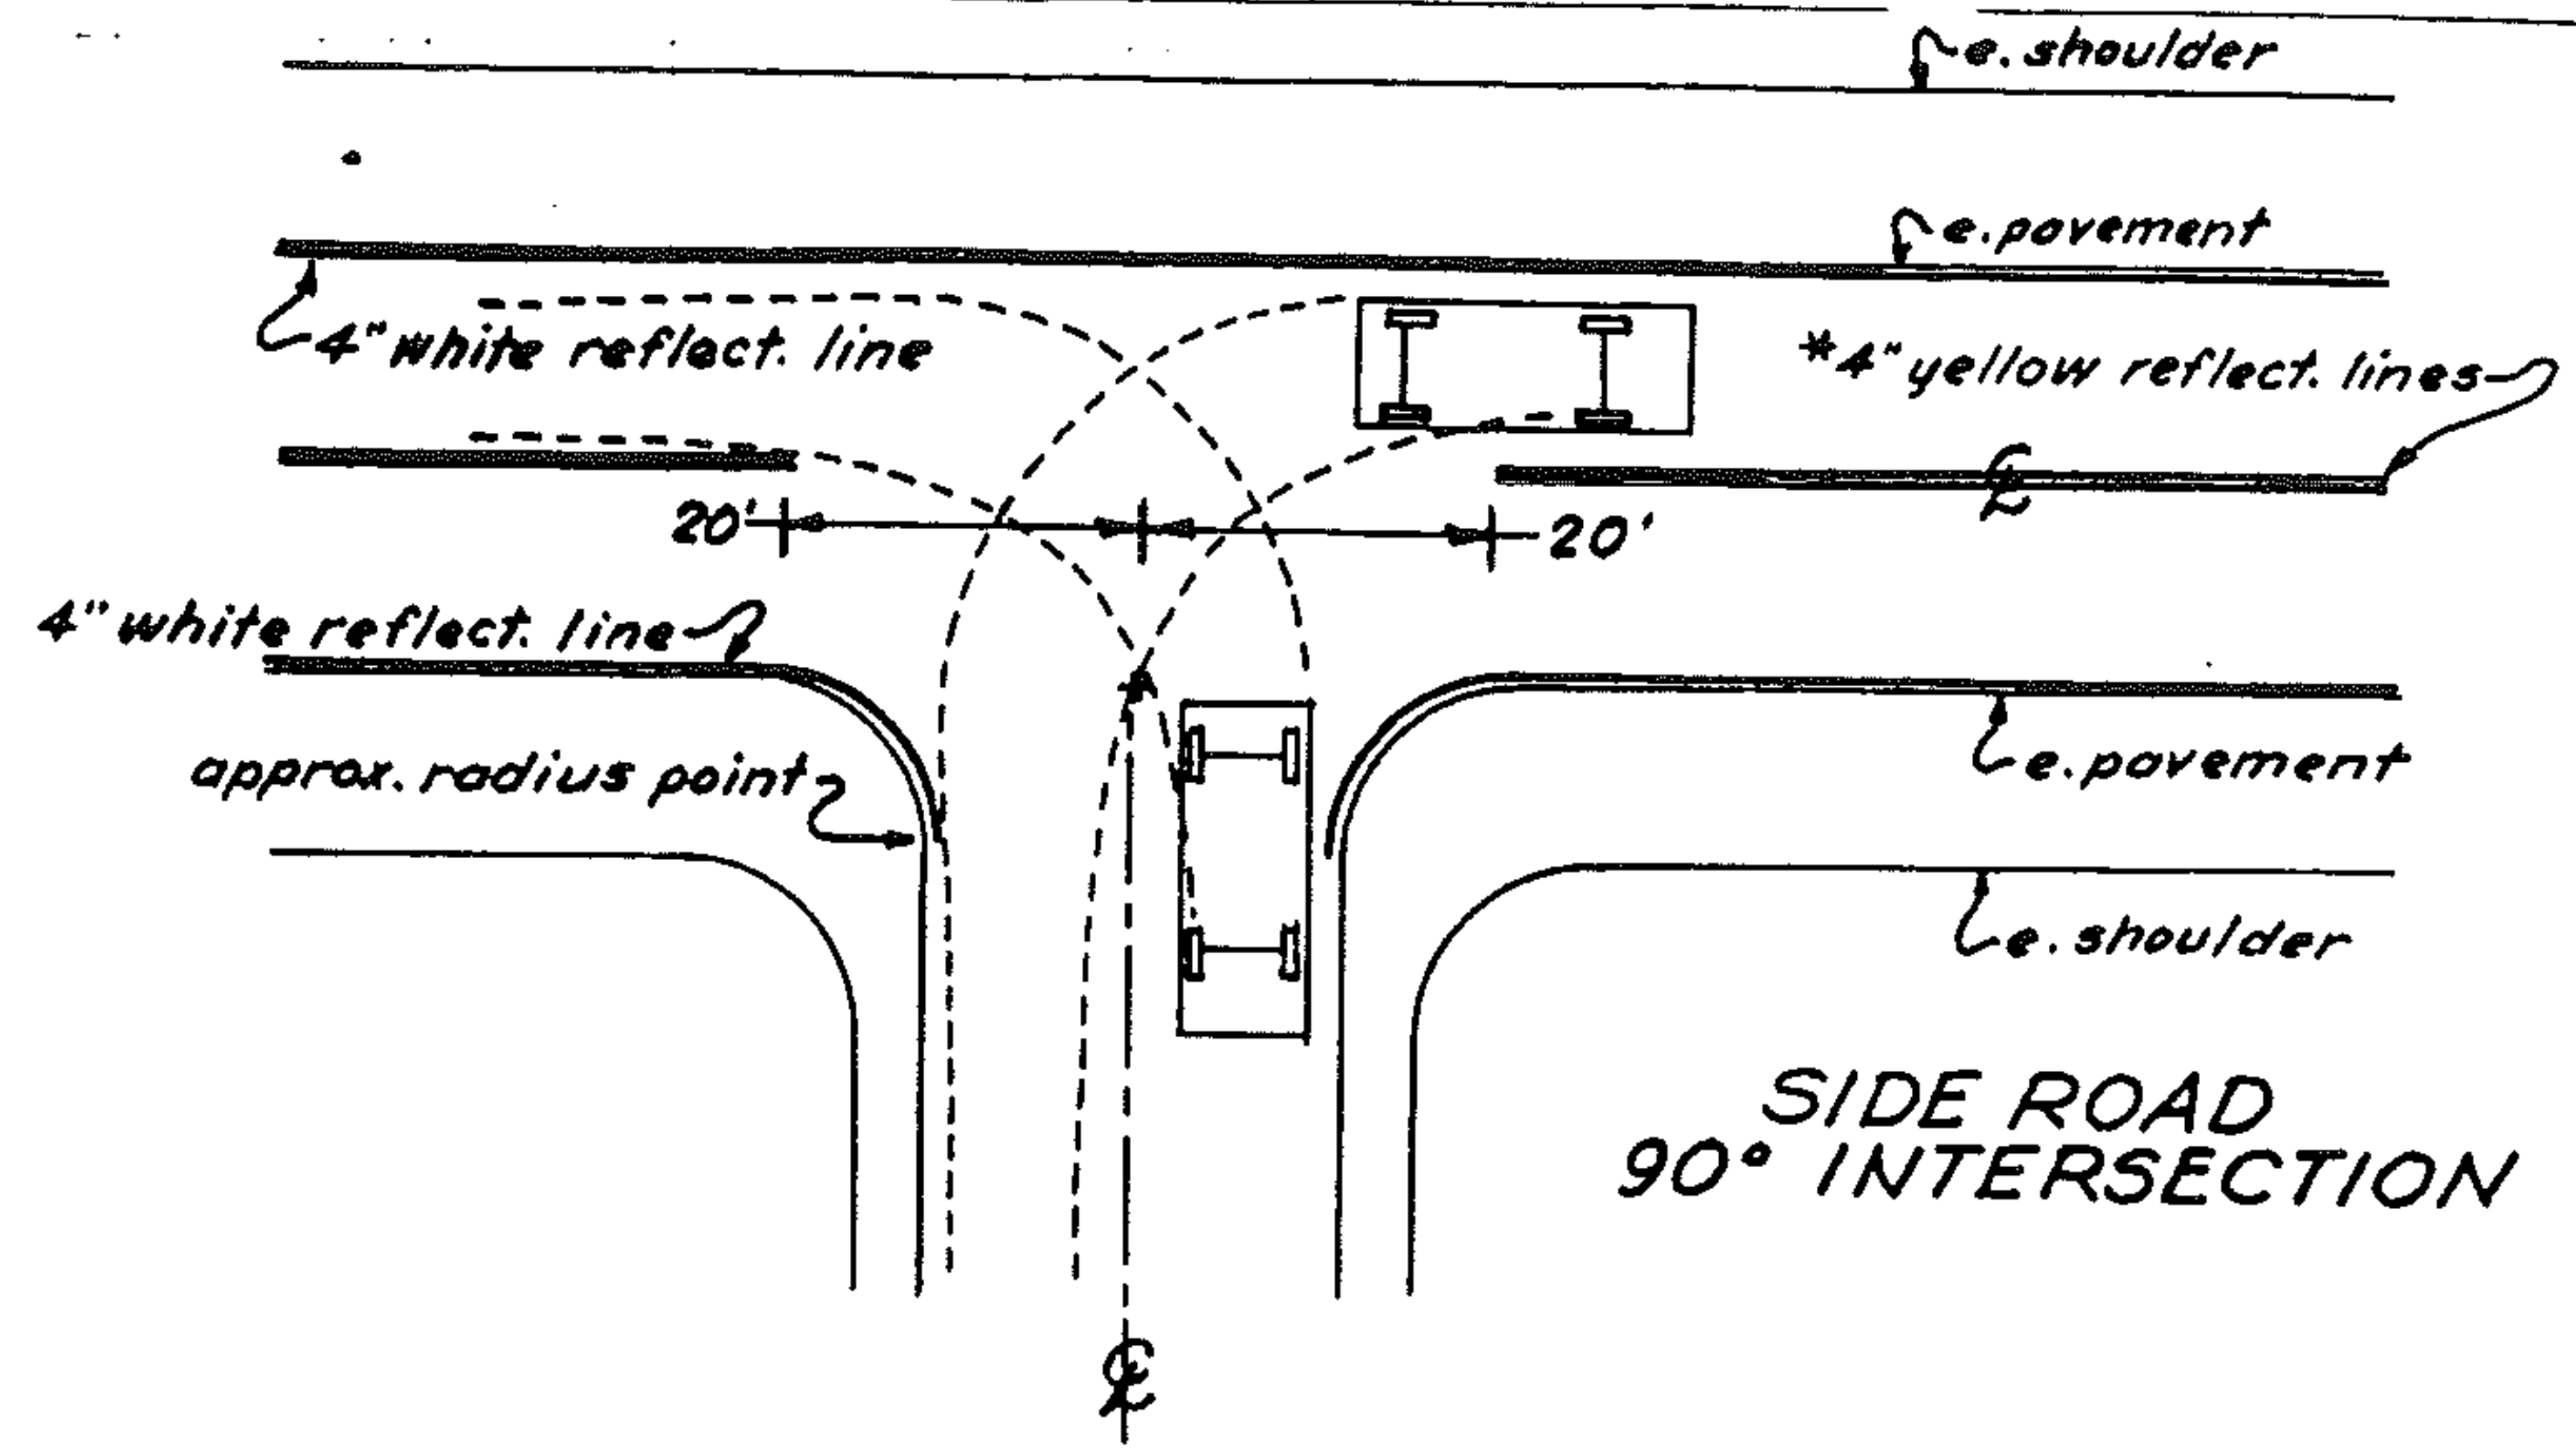 e. shoulder
e. pavement
4" white reflect. line
*4" yellow reflect. lines
℄
20'
20'
4" white reflect. line
approx. radius point
e. pavement
e. shoulder
SIDE ROAD
90° INTERSECTION
℄